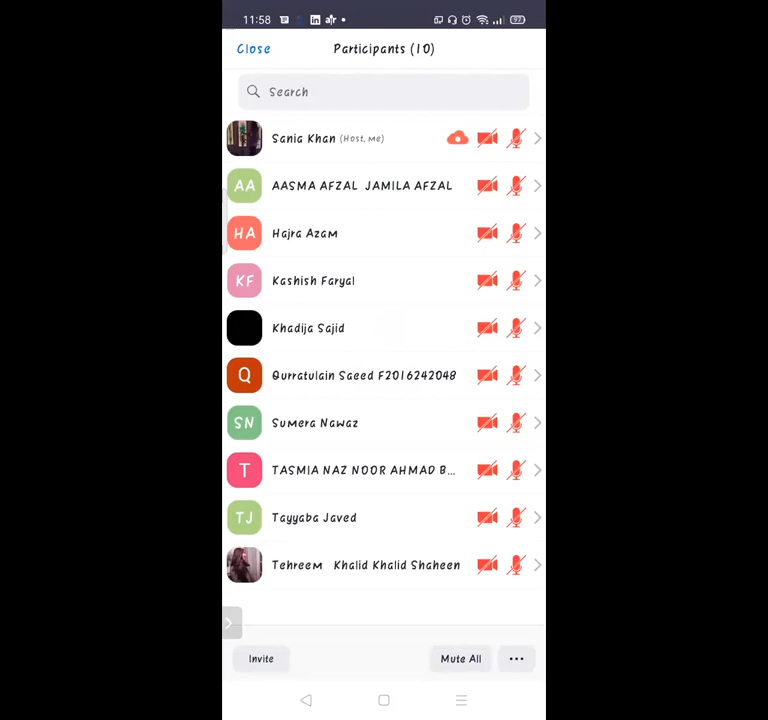 11:58 97
Close Participants (10)
Search
Sania Khan (Host, me)
AA AASMA AFZAL JAMILA AFZAL
HA Hajra Azam
KF Kashish Faryal
Khadija Sajid
Q Qurratulain Saeed F2016242048
SN Sumera Nawaz
T TASMIA NAZ NOOR AHMAD B...
TJ Tayyaba Javed
Tehreem Khalid Khalid Shaheen
Invite Mute All